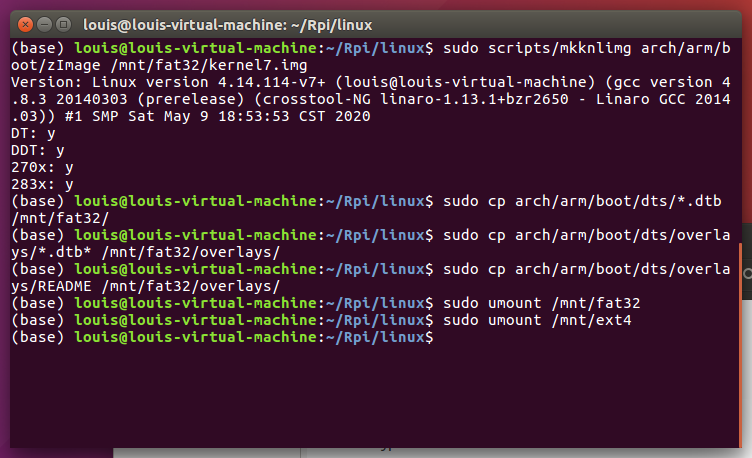 louis@louis-virtual-machine: ~/Rpi/linux
(base) louis@louis-virtual-machine:~/Rpi/linux$ sudo scripts/mkknlimg arch/arm/b
oot/zImage /mnt/fat32/kernel7.img
Version: Linux version 4.14.114-v7+ (louis@louis-virtual-machine) (gcc version 4
.8.3 20140303 (prerelease) (crosstool-NG linaro-1.13.1+bzr2650 - Linaro GCC 2014
.03)) #1 SMP Sat May 9 18:53:53 CST 2020
DT: y
DDT: y
270x: y
283x: y
(base) louis@louis-virtual-machine:~/Rpi/linux$ sudo cp arch/arm/boot/dts/*.dtb
/mnt/fat32/
(base) louis@louis-virtual-machine:~/Rpi/linux$ sudo cp arch/arm/boot/dts/overla
ys/*.dtb* /mnt/fat32/overlays/
(base) louis@louis-virtual-machine:~/Rpi/linux$ sudo cp arch/arm/boot/dts/overla
ys/README /mnt/fat32/overlays/
(base) louis@louis-virtual-machine:~/Rpi/linux$ sudo umount /mnt/fat32
(base) louis@louis-virtual-machine:~/Rpi/linux$ sudo umount /mnt/ext4
(base) louis@louis-virtual-machine:~/Rpi/linux$